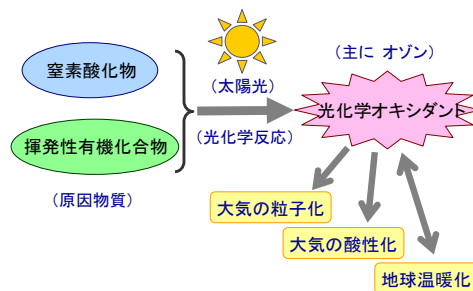 窒素酸化物
揮発性有機化合物
(原因物質)
(太陽光)
(光化学反応)
(主に オゾン)
光化学オキシダント
大気の粒子化
大気の酸性化
地球温暖化